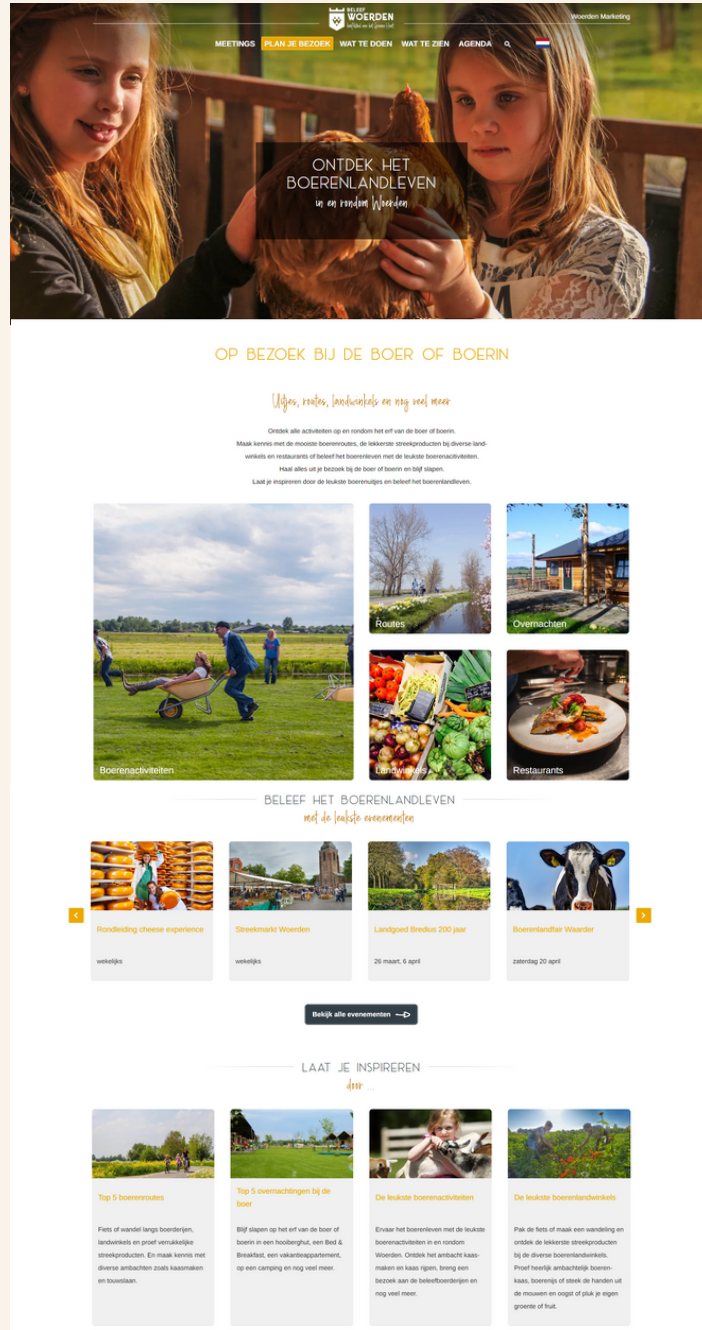 BELEEF
WOERDEN
Woerden Marketing
MEETINGS PLAN JE BEZOEK WAT TE DOEN WAT TE ZIEN AGENDA
ONTDEK HET
BOERENLANDLEVEN
in en rondom Woerden
OP BEZOEK BIJ DE BOER OF BOERIN
Uitjes, routes, landwinkels en nog veel meer
Ontdek alle activiteiten op en rondom het erf van de boer of boerin.
Maak kennis met de mooiste boerenroutes, de lekkerste streekproducten bij diverse land-
winkels en restaurants of beleef het boerenleven met de leukste boerenactiviteiten.
Haal alles uit je bezoek bij de boer of boerin en blijf slapen.
Laat je inspireren door de leukste boerenuitjes en beleef het boerenlandleven.
Routes
Overnachten
Boerenactiviteiten
Landwinkels
Restaurants
BELEEF HET BOERENLANDLEVEN
met de leukste evenementen
Rondleiding cheese experience
wekelijks
Streekmarkt Woerden
wekelijks
Landgoed Bredius 200 jaar
26 maart, 6 april
Boerenlandfair Waarder
zaterdag 20 april
Bekijk alle evenementen
LAAT JE INSPIREREN
door ...
Top 5 boerenroutes
Fiets of wandel langs boerderijen,
landwinkels en proef verrukkelijke
streekproducten. En maak kennis met
diverse ambachten zoals kaasmaken
en touwslaan.
Top 5 overnachtingen bij de
boer
Blijf slapen op het erf van de boer of
boerin in een hooiberghut, een Bed &
Breakfast, een vakantieappartement,
op een camping en nog veel meer.
De leukste boerenactiviteiten
Ervaar het boerenleven met de leukste
boerenactiviteiten in en rondom
Woerden. Ontdek het ambacht kaas-
maken en kaas rijpen, breng een
bezoek aan de beleefboerderijen en
nog veel meer.
De leukste boerenlandwinkels
Pak de fiets of maak een wandeling en
ontdek de lekkerste streekproducten
bij de diverse boerenlandwinkels.
Proef heerlijk ambachtelijk boeren-
kaas, boerenijs of steek de handen uit
de mouwen en oogst of pluk je eigen
groente of fruit.